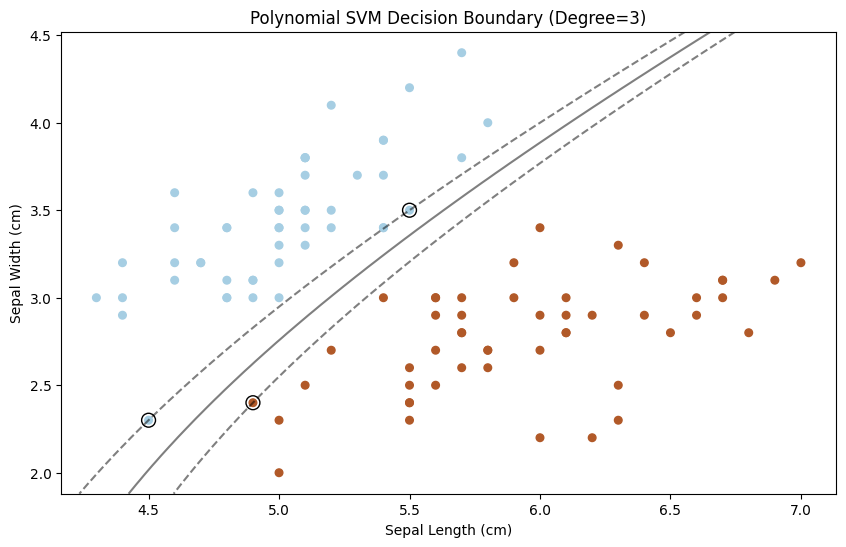 Polynomial SVM Decision Boundary (Degree=3)
4.5
4.0
3.5
3.0
2.5
2.0
Sepal Width (cm)
4.5 5.0 5.5 6.0 6.5 7.0
Sepal Length (cm)